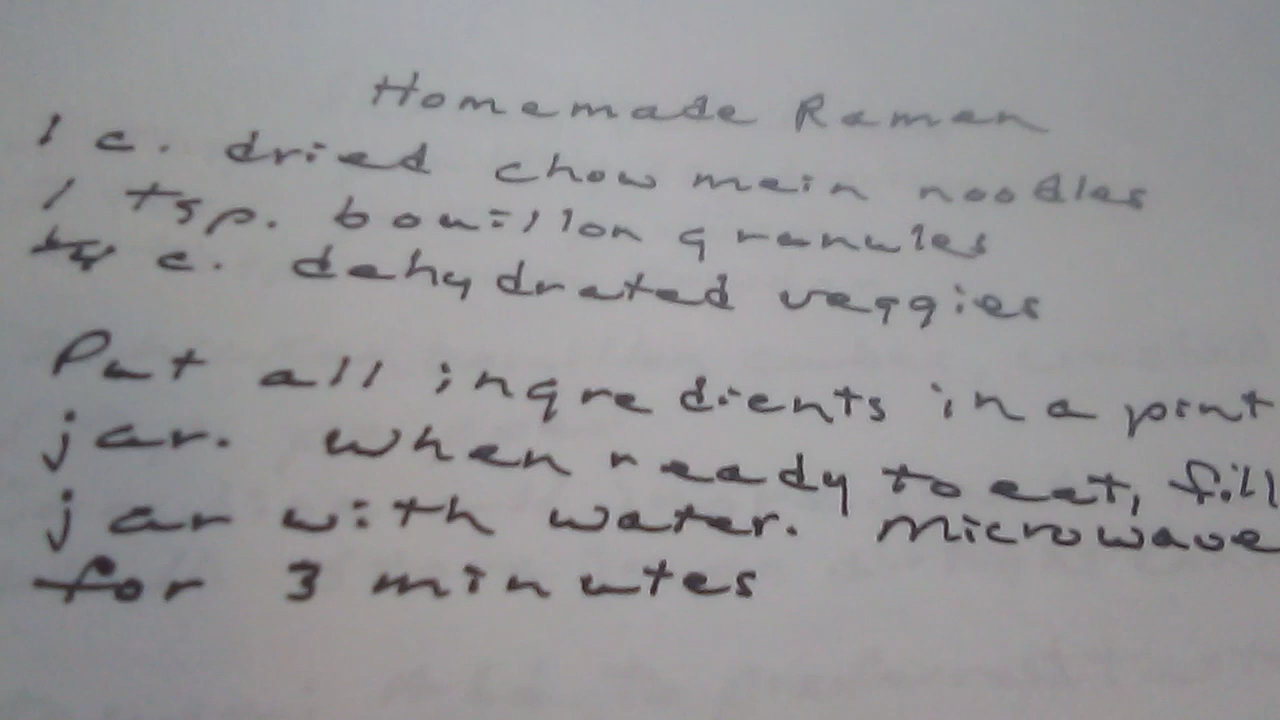 Homemade Ramen
1 c. dried chow mein noodles
1 tsp. bouillon granules
1/4 c. dehydrated veggies
Put all ingredients in a pint
jar. When ready to eat, fill
jar with water. Microwave
for 3 minutes